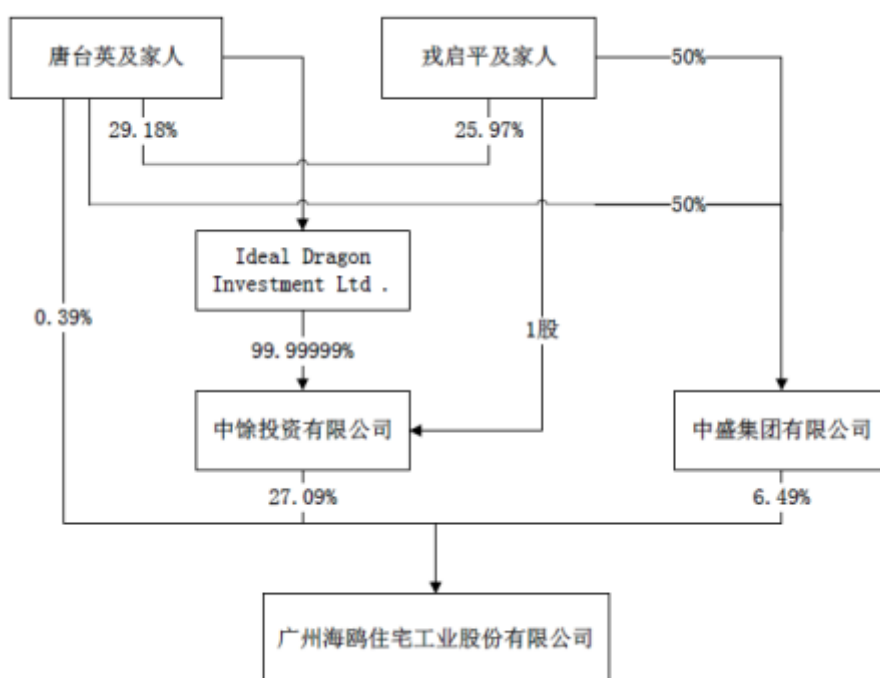 唐台英及家人
戎启平及家人
50%
29.18%
25.97%
50%
Ideal Dragon
Investment Ltd .
0.39%
1股
99.99999%
中馀投资有限公司
中盛集团有限公司
27.09%
6.49%
广州海鸥住宅工业股份有限公司